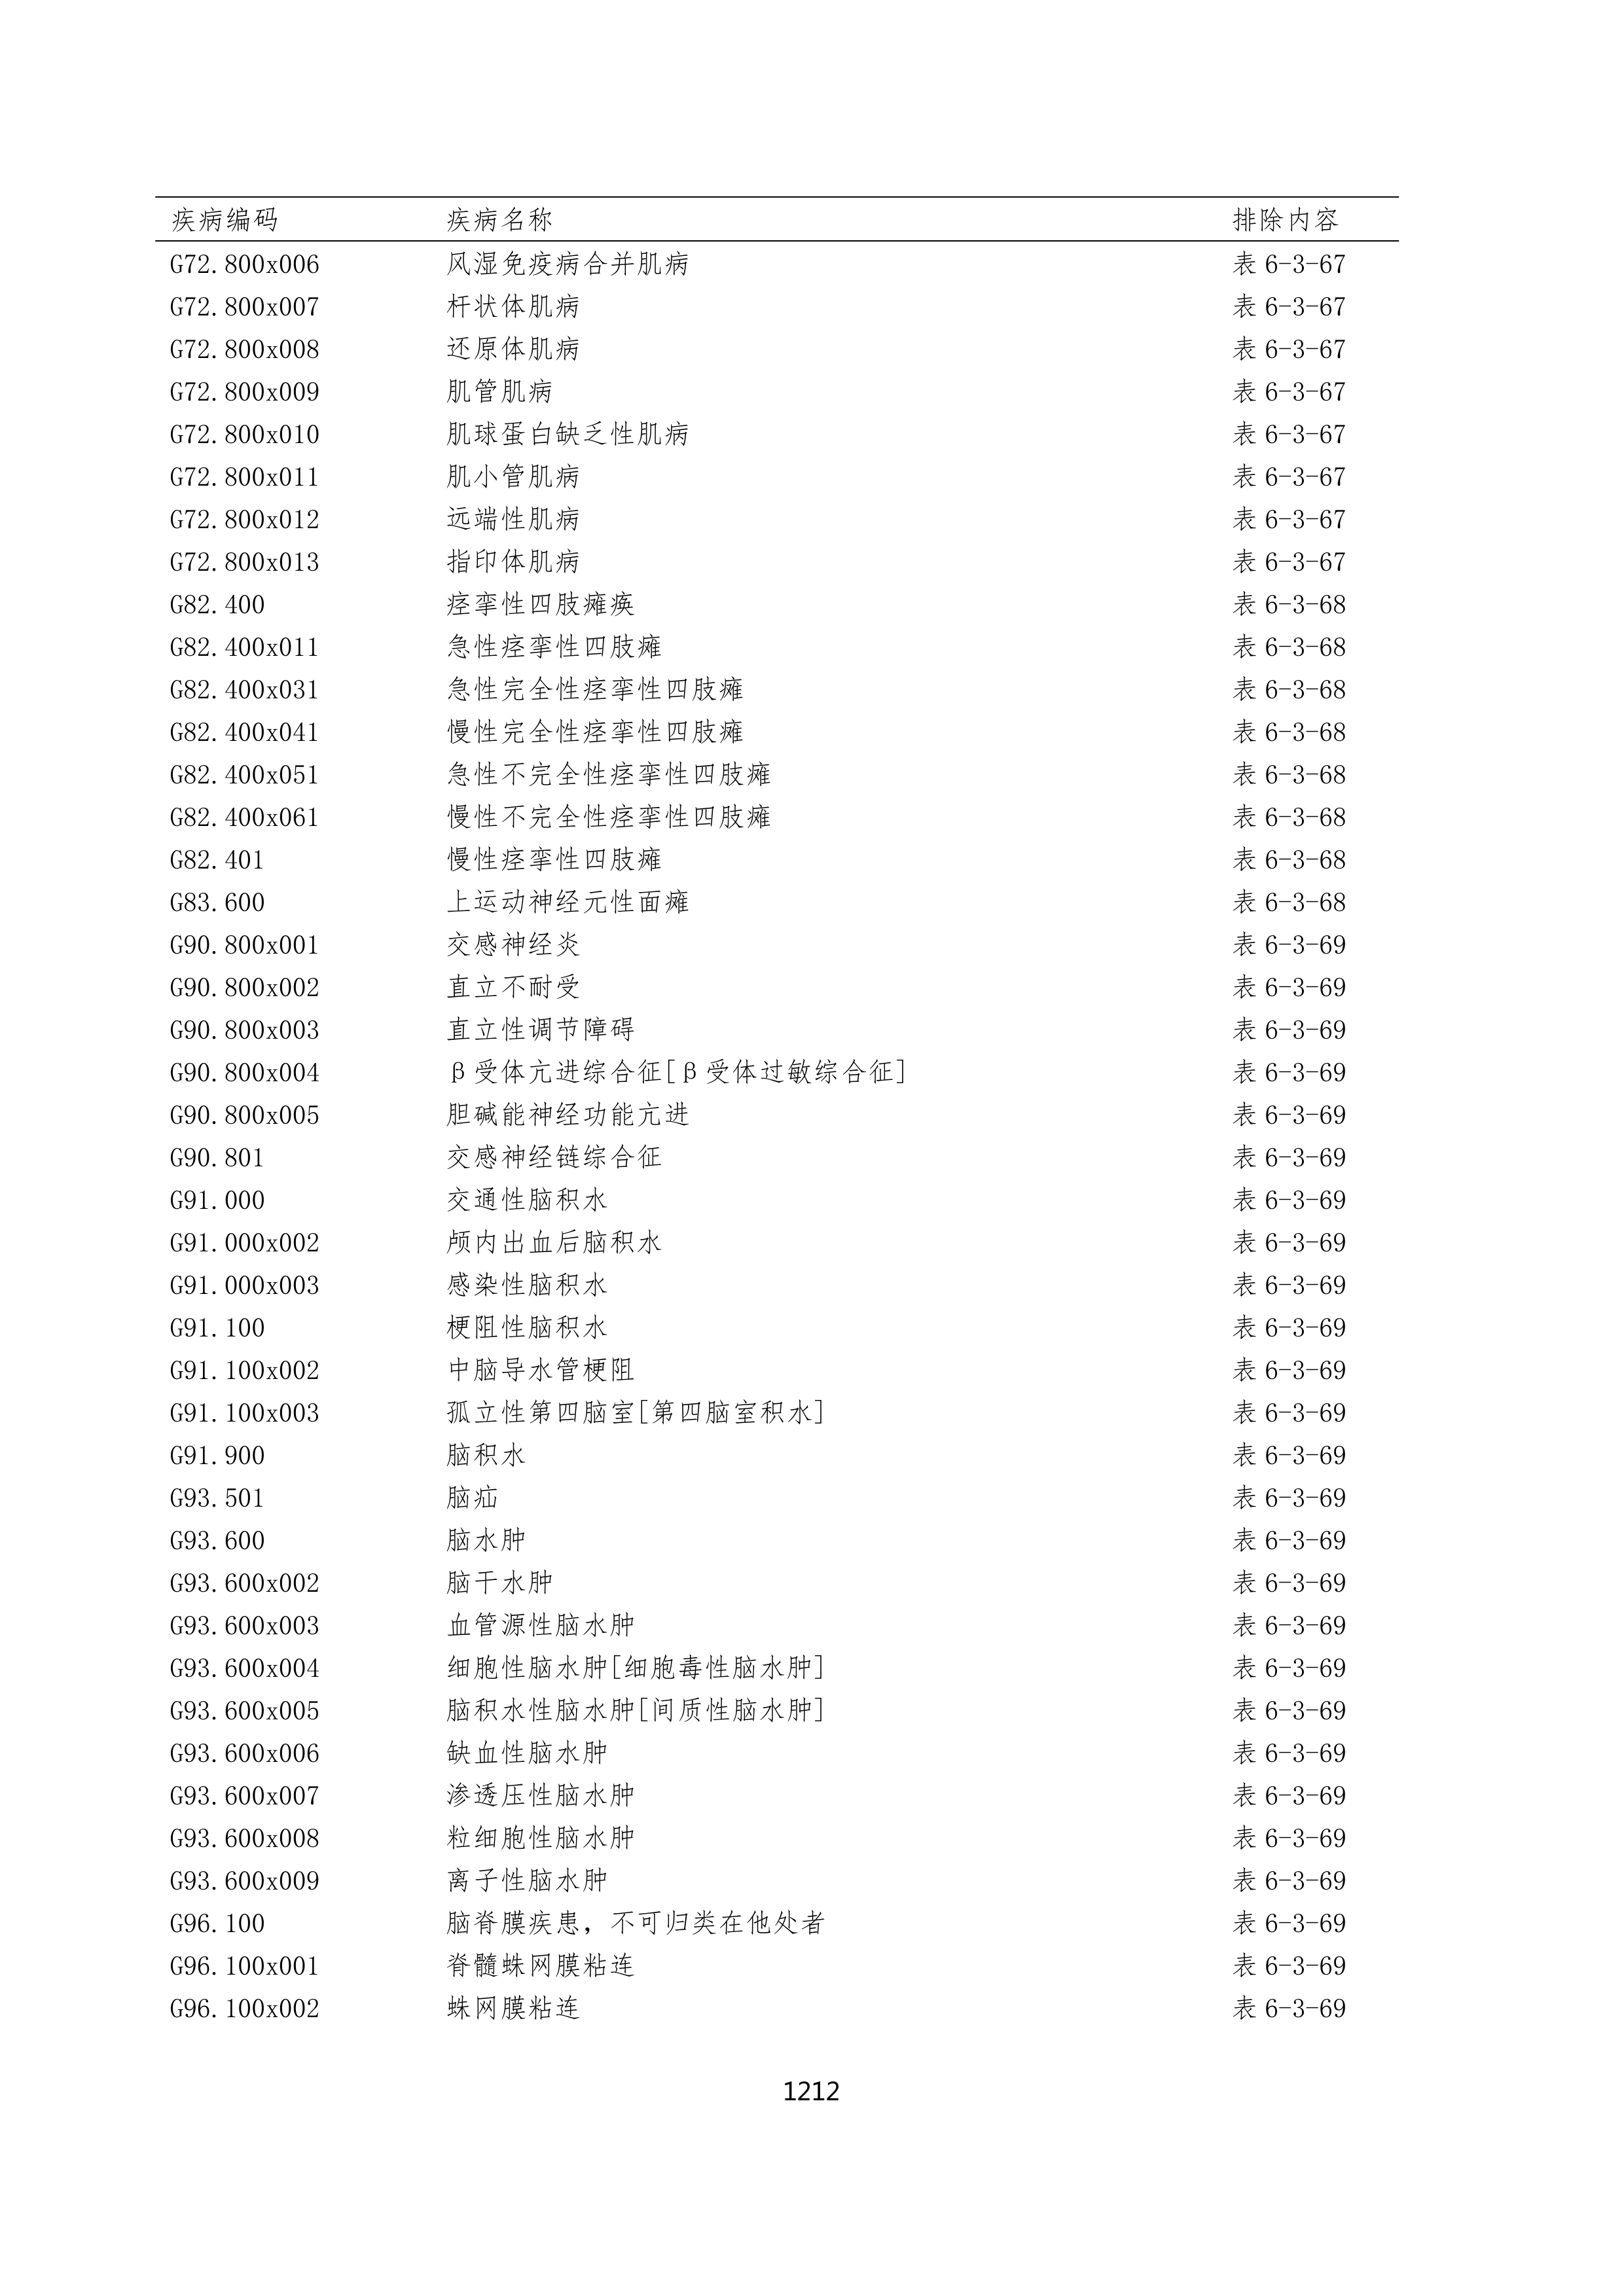 疾病编码 疾病名称 排除内容
G72.800x006 风湿免疫病合并肌病 表 6-3-67
G72.800x007 杆状体肌病 表 6-3-67
G72.800x008 还原体肌病 表 6-3-67
G72.800x009 肌管肌病 表 6-3-67
G72.800x010 肌球蛋白缺乏性肌病 表 6-3-67
G72.800x011 肌小管肌病 表 6-3-67
G72.800x012 远端性肌病 表 6-3-67
G72.800x013 指印体肌病 表 6-3-67
G82.400 痉挛性四肢瘫痪 表 6-3-68
G82.400x011 急性痉挛性四肢瘫 表 6-3-68
G82.400x031 急性完全性痉挛性四肢瘫 表 6-3-68
G82.400x041 慢性完全性痉挛性四肢瘫 表 6-3-68
G82.400x051 急性不完全性痉挛性四肢瘫 表 6-3-68
G82.400x061 慢性不完全性痉挛性四肢瘫 表 6-3-68
G82.401 慢性痉挛性四肢瘫 表 6-3-68
G83.600 上运动神经元性面瘫 表 6-3-68
G90.800x001 交感神经炎 表 6-3-69
G90.800x002 直立不耐受 表 6-3-69
G90.800x003 直立性调节障碍 表 6-3-69
G90.800x004 β受体亢进综合征[β受体过敏综合征] 表 6-3-69
G90.800x005 胆碱能神经功能亢进 表 6-3-69
G90.801 交感神经链综合征 表 6-3-69
G91.000 交通性脑积水 表 6-3-69
G91.000x002 颅内出血后脑积水 表 6-3-69
G91.000x003 感染性脑积水 表 6-3-69
G91.100 梗阻性脑积水 表 6-3-69
G91.100x002 中脑导水管梗阻 表 6-3-69
G91.100x003 孤立性第四脑室[第四脑室积水] 表 6-3-69
G91.900 脑积水 表 6-3-69
G93.501 脑疝 表 6-3-69
G93.600 脑水肿 表 6-3-69
G93.600x002 脑干水肿 表 6-3-69
G93.600x003 血管源性脑水肿 表 6-3-69
G93.600x004 细胞性脑水肿[细胞毒性脑水肿] 表 6-3-69
G93.600x005 脑积水性脑水肿[间质性脑水肿] 表 6-3-69
G93.600x006 缺血性脑水肿 表 6-3-69
G93.600x007 渗透压性脑水肿 表 6-3-69
G93.600x008 粒细胞性脑水肿 表 6-3-69
G93.600x009 离子性脑水肿 表 6-3-69
G96.100 脑脊膜疾患，不可归类在他处者 表 6-3-69
G96.100x001 脊髓蛛网膜粘连 表 6-3-69
G96.100x002 蛛网膜粘连 表 6-3-69
1212